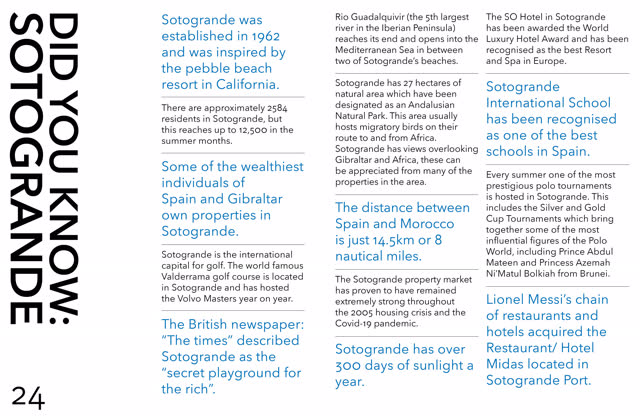 DID YOU KNOW:
SOTOGRANDE
Sotogrande was
established in 1962
and was inspired by
the pebble beach
resort in California.
There are approximately 2584
residents in Sotogrande, but
this reaches up to 12,500 in the
summer months.
Some of the wealthiest
individuals of
Spain and Gibraltar
own properties in
Sotogrande.
Sotogrande is the international
capital for golf. The world famous
Valderrama golf course is located
in Sotogrande and has hosted
the Volvo Masters year on year.
The British newspaper:
“The times” described
Sotogrande as the
“secret playground for
the rich”.
Rio Guadalquivir (the 5th largest
river in the Iberian Peninsula)
reaches its end and opens into the
Mediterranean Sea in between
two of Sotogrande’s beaches.
Sotogrande has 27 hectares of
natural area which have been
designated as an Andalusian
Natural Park. This area usually
hosts migratory birds on their
route to and from Africa.
Sotogrande has views overlooking
Gibraltar and Africa, these can
be appreciated from many of the
properties in the area.
The distance between
Spain and Morocco
is just 14.5km or 8
nautical miles.
The Sotogrande property market
has proven to have remained
extremely strong throughout
the 2005 housing crisis and the
Covid-19 pandemic.
Sotogrande has over
300 days of sunlight a
year.
The SO Hotel in Sotogrande
has been awarded the World
Luxury Hotel Award and has been
recognised as the best Resort
and Spa in Europe.
Sotogrande
International School
has been recognised
as one of the best
schools in Spain.
Every summer one of the most
prestigious polo tournaments
is hosted in Sotogrande. This
includes the Silver and Gold
Cup Tournaments which bring
together some of the most
influential figures of the Polo
World, including Prince Abdul
Mateen and Princess Azemah
Ni’Matul Bolkiah from Brunei.
Lionel Messi’s chain
of restaurants and
hotels acquired the
Restaurant/ Hotel
Midas located in
Sotogrande Port.
24